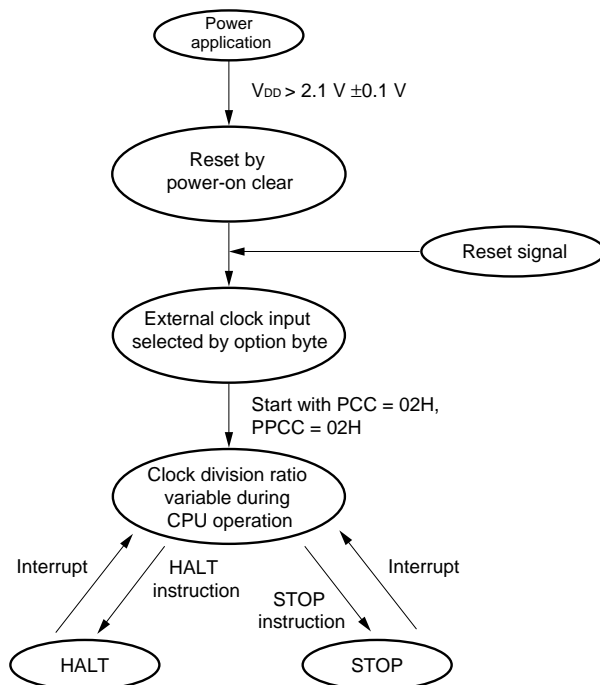 Power
application
VDD > 2.1 V ±0.1 V
Reset by
power-on clear
Reset signal
External clock input
selected by option byte
Start with PCC = 02H,
PPCC = 02H
Clock division ratio
variable during
CPU operation
Interrupt
HALT
instruction
STOP
instruction
Interrupt
HALT
STOP